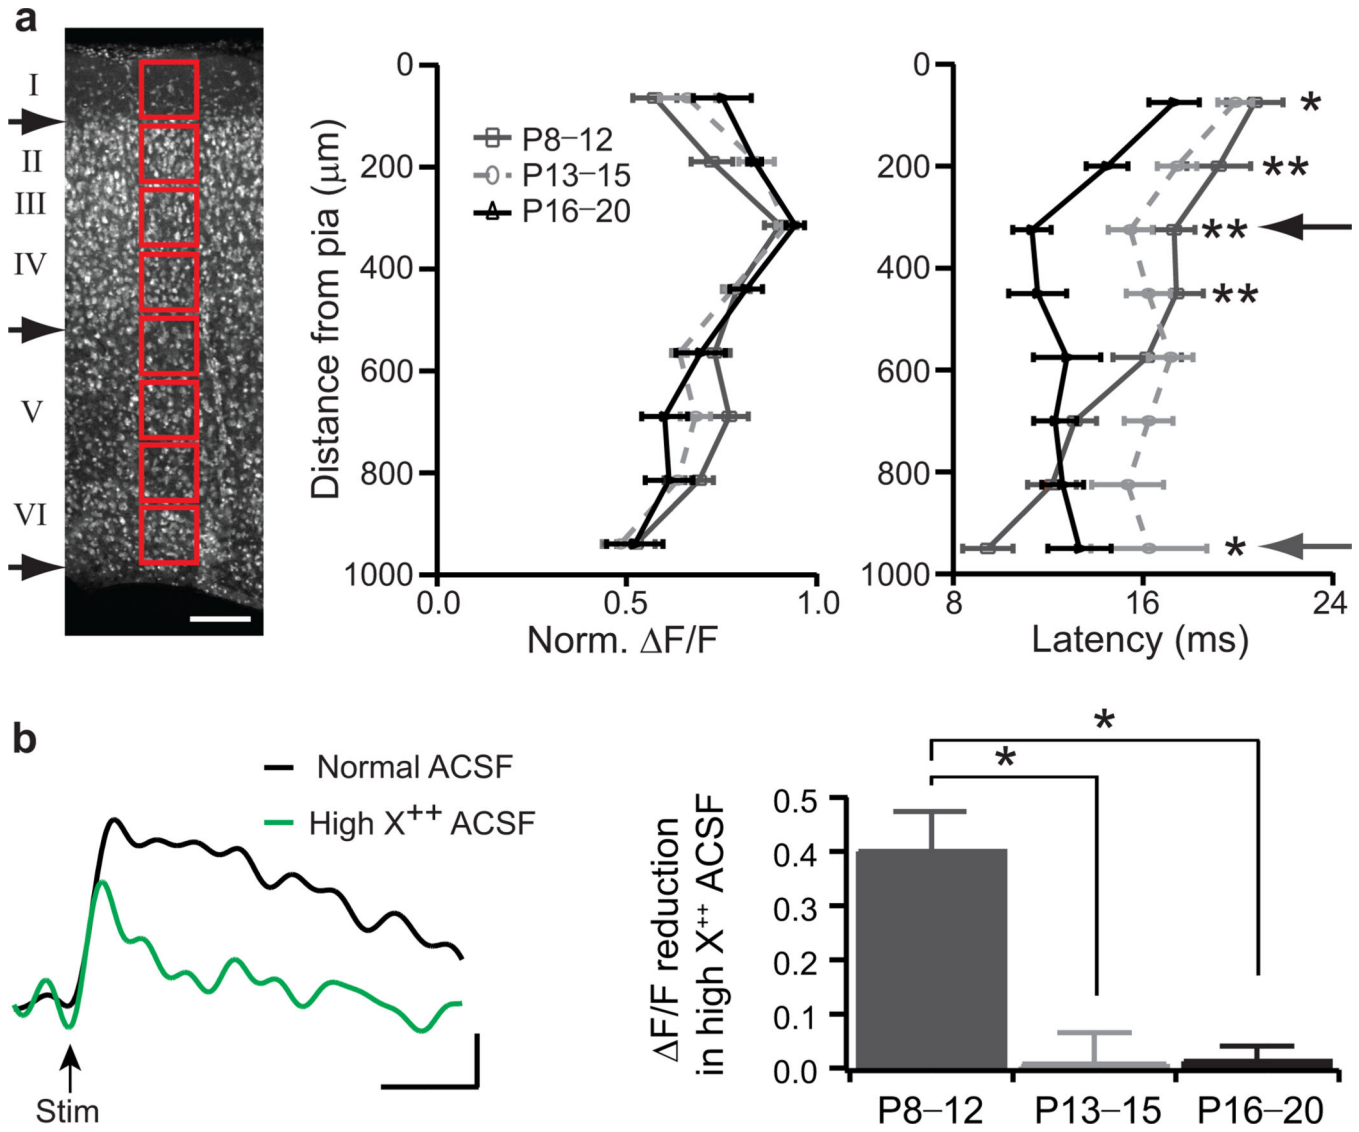 a
I
II
III
IV
V
VI
0
200
400
600
800
1000
Distance from pia (μm)
P8–12
P13–15
P16–20
0.0
0.5
1.0
Norm. ΔF/F
0
200
400
600
800
1000
*
**
**
**
*
8
16
24
Latency (ms)
b
Normal ACSF
High X++ ACSF
Stim
ΔF/F reduction
in high X++ ACSF
0.5
0.4
0.3
0.2
0.1
0.0
*
*
P8–12
P13–15
P16–20